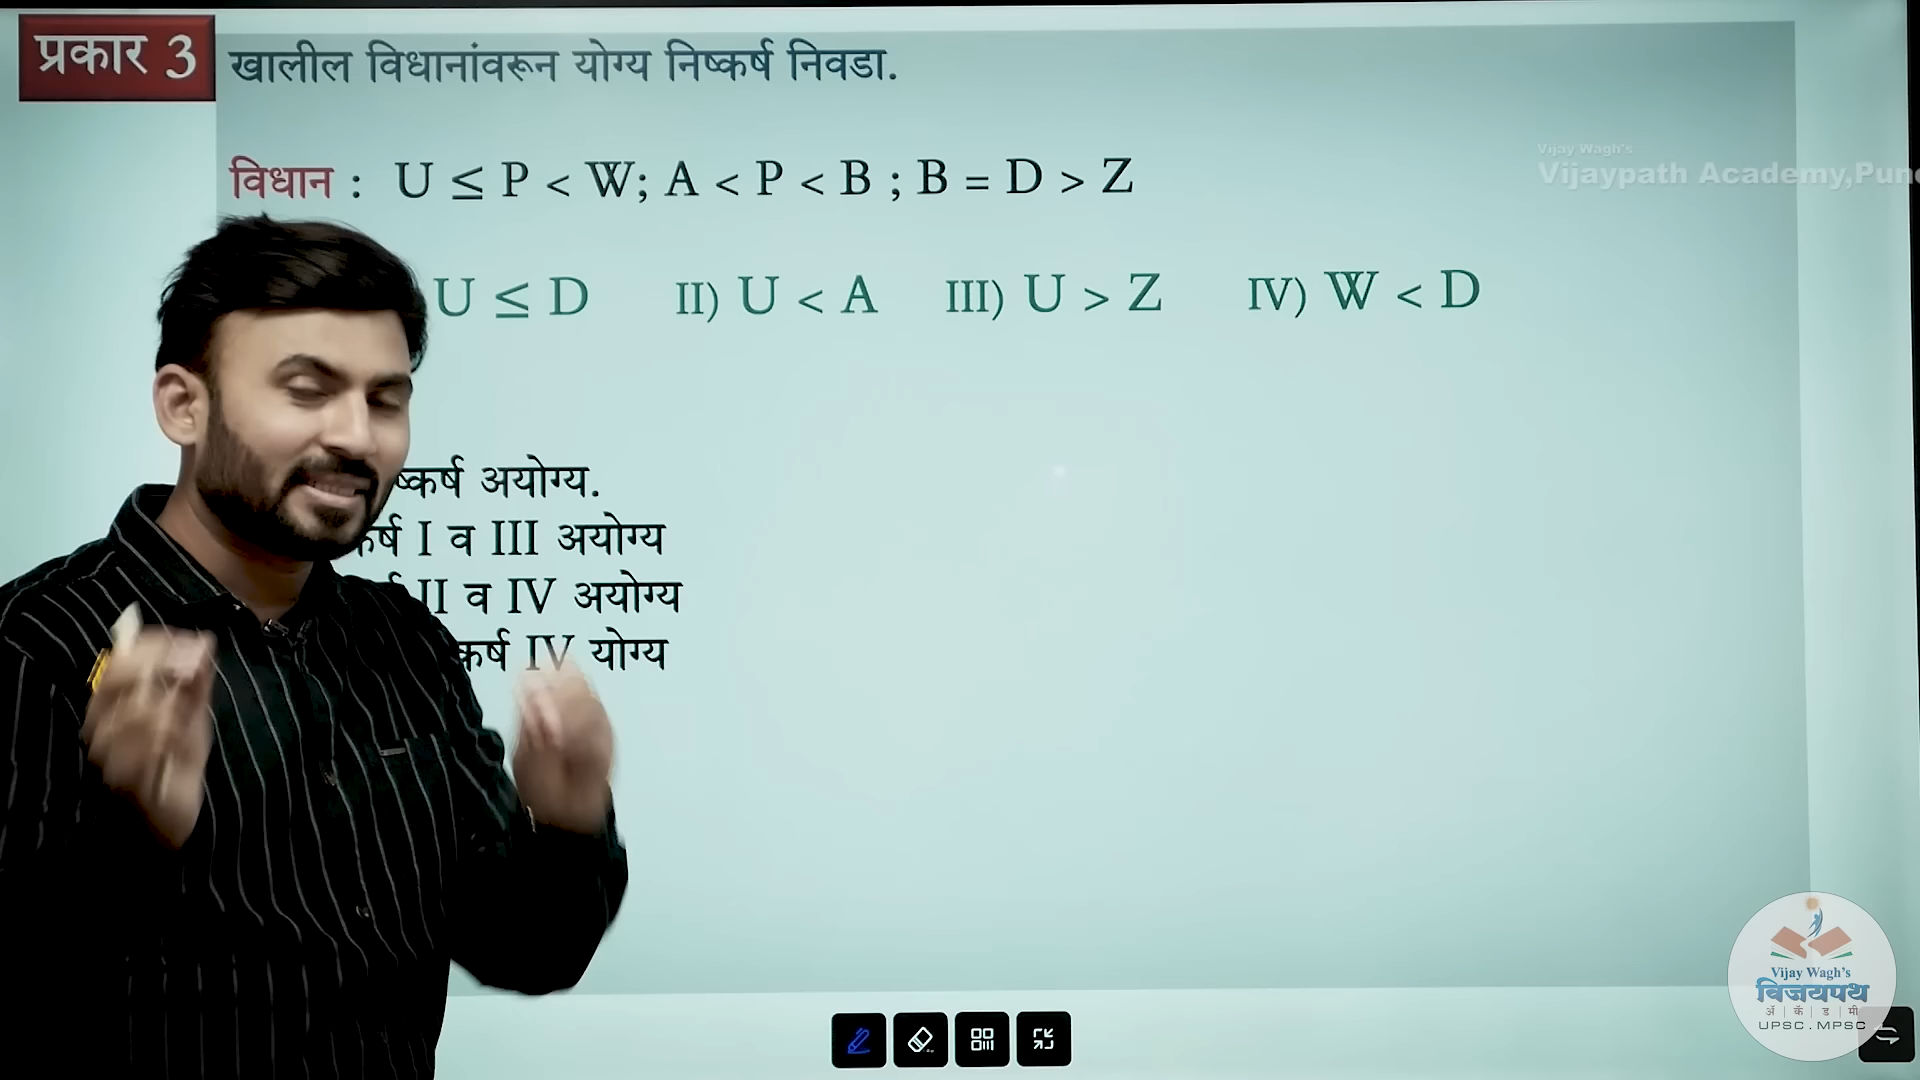 प्रकार 3
खालील विधानांवरून योग्य निष्कर्ष निवडा.
Vijay Wagh's
Vijaypath Academy,Pun
विधान : U ≤ P < W; A < P < B ; B = D > Z
U ≤ D II) U < A III) U > Z IV) W < D
अयोग्य.
I व III अयोग्य
II व IV अयोग्य
IV योग्य
Vijay Wagh's
विजयपथ
अ‍ॅ | कॅ | ड | मी
UPSC . MPSC